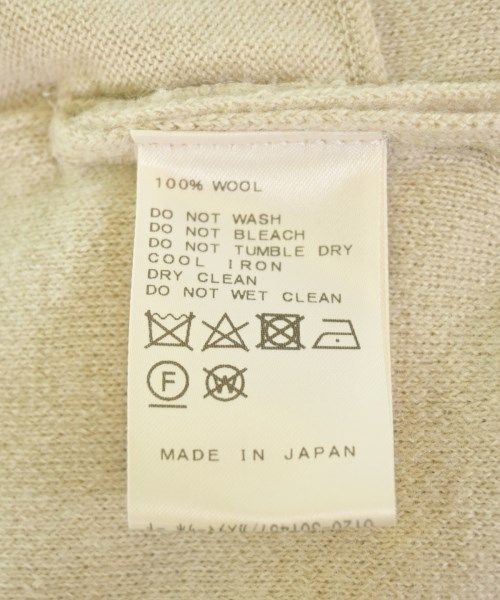 100% WOOL
DO NOT WASH
DO NOT BLEACH
DO NOT TUMBLE DRY
COOL IRON
DRY CLEAN
DO NOT WET CLEAN
F W
MADE IN JAPAN